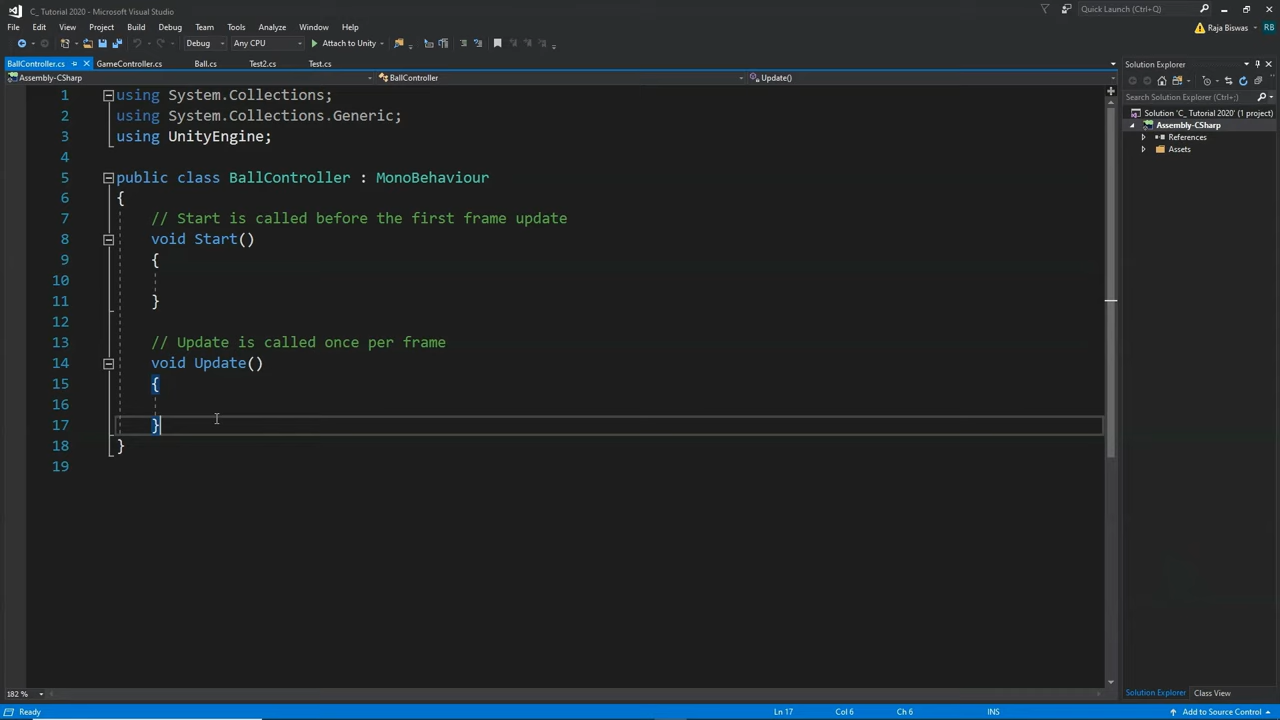 C_ Tutorial 2020 - Microsoft Visual Studio
Quick Launch (Ctrl+Q)
File Edit View Project Build Debug Team Tools Analyze Window Help
Raja Biswas RB
Debug Any CPU Attach to Unity
BallController.cs GameController.cs Ball.cs Test2.cs Test.cs
Assembly-CSharp BallController Update()
1 using System.Collections;
2 using System.Collections.Generic;
3 using UnityEngine;
4
5 public class BallController : MonoBehaviour
6 {
7 // Start is called before the first frame update
8 void Start()
9 {
10
11 }
12
13 // Update is called once per frame
14 void Update()
15 {
16
17 }
18 }
19
182 %
Solution Explorer
Search Solution Explorer (Ctrl+;)
Solution 'C_ Tutorial 2020' (1 project)
Assembly-CSharp
References
Assets
Solution Explorer Class View
Ready Ln 17 Col 6 Ch 6 INS Add to Source Control